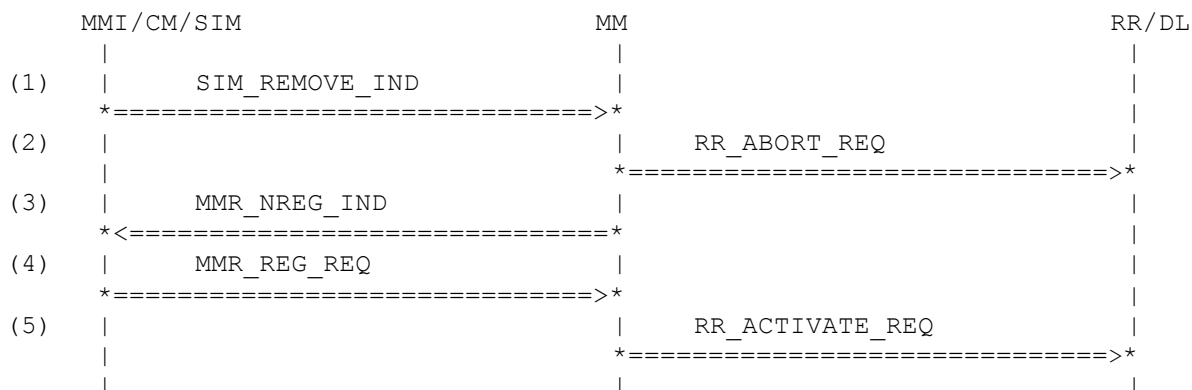 MMI/CM/SIM MM RR/DL
| | |
(1) | SIM_REMOVE_IND | |
*==============================>* |
(2) | | RR_ABORT_REQ |
| *==============================>*
(3) | MMR_NREG_IND | |
*<==============================* |
(4) | MMR_REG_REQ | |
*==============================>* |
(5) | | RR_ACTIVATE_REQ |
| *==============================>*
| | |